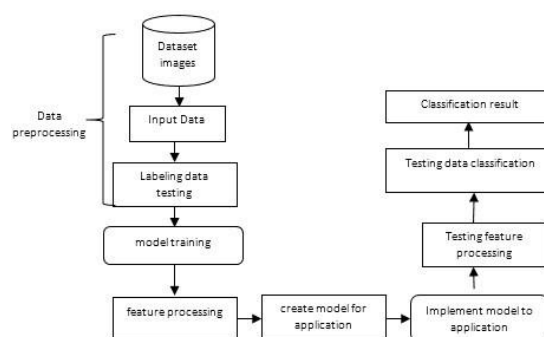 Dataset
images
Data
preprocessing
Input Data
Labeling data
testing
model training
feature processing
create model for
application
Implement model to
application
Testing feature
processing
Testing data classification
Classification result